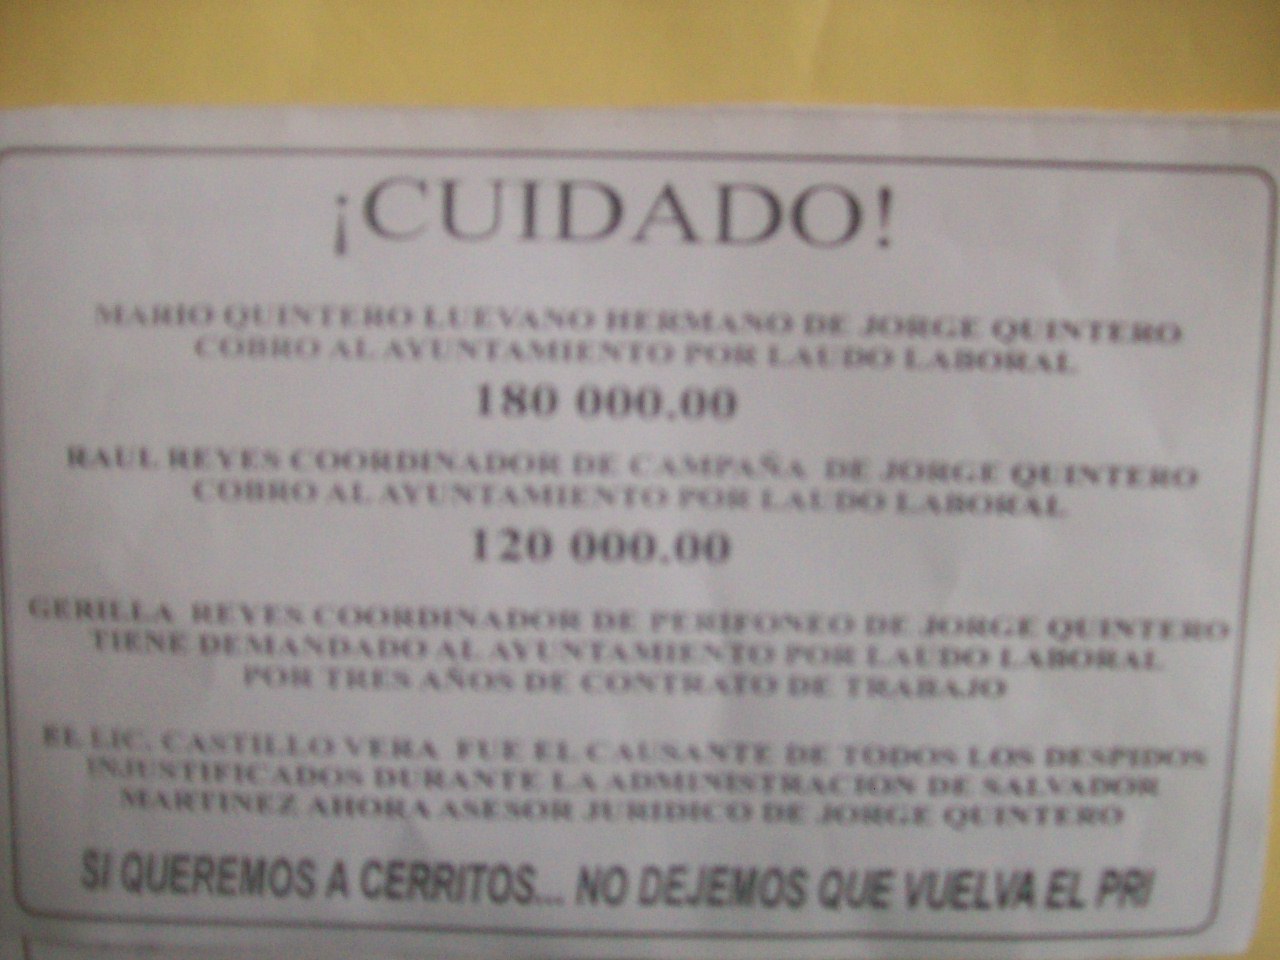 ¡CUIDADO!
MARIO QUINTERO LUEVANO HERMANO DE JORGE QUINTERO
COBRO AL AYUNTAMIENTO POR LAUDO LABORAL
180 000.00
RAUL REYES COORDINADOR DE CAMPAÑA DE JORGE QUINTERO
COBRO AL AYUNTAMIENTO POR LAUDO LABORAL
120 000.00
GERILLA REYES COORDINADOR DE PERIFONEO DE JORGE QUINTERO
TIENE DEMANDADO AL AYUNTAMIENTO POR LAUDO LABORAL
POR TRES AÑOS DE CONTRATO DE TRABAJO
EL LIC. CASTILLO VERA FUE EL CAUSANTE DE TODOS LOS DESPIDOS
INJUSTIFICADOS DURANTE LA ADMINISTRACION DE SALVADOR
MARTINEZ AHORA ASESOR JURIDICO DE JORGE QUINTERO
SI QUEREMOS A CERRITOS... NO DEJEMOS QUE VUELVA EL PRI